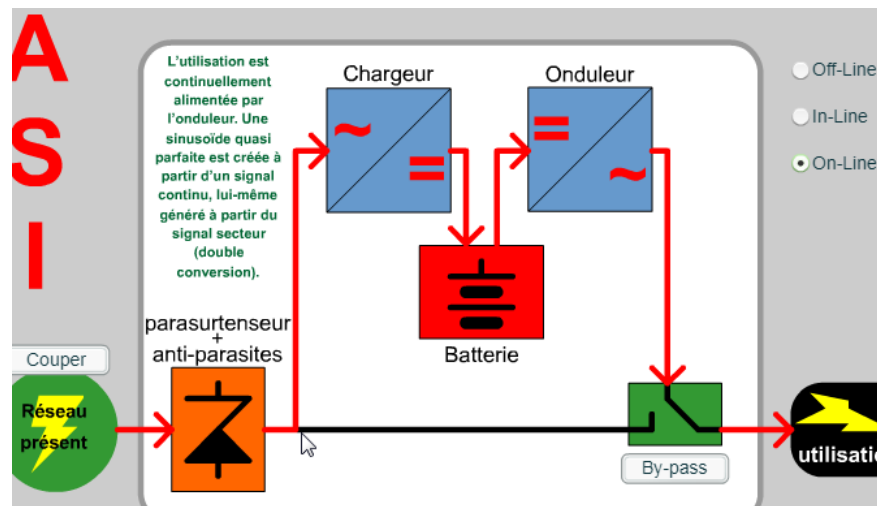 A
S
I
L'utilisation est
continuellement
alimentée par
l'onduleur. Une
sinusoïde quasi
parfaite est créée à
partir d'un signal
continu, lui-même
généré à partir du
signal secteur
(double
conversion).
Chargeur
Onduleur
~
=
=
~
Off-Line
In-Line
On-Line
Batterie
parasurtenseur
+
anti-parasites
Couper
Réseau
présent
By-pass
utilisatio